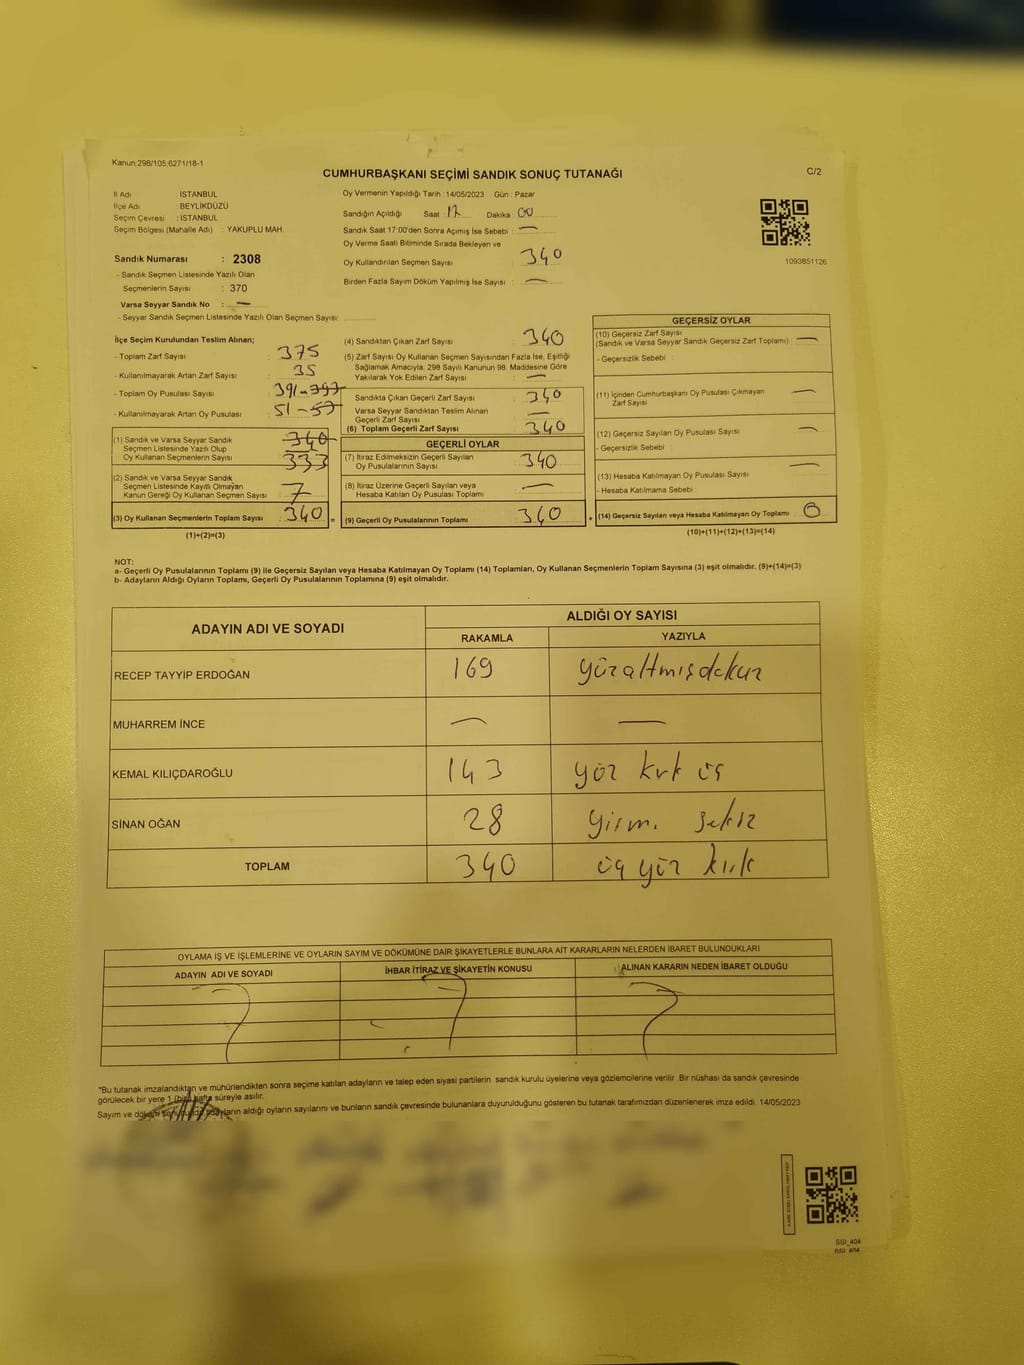 Kanun:298/105:6271/18-1
CUMHURBAŞKANI SEÇİMİ SANDIK SONUÇ TUTANAĞI
C/2
İl Adı : İSTANBUL
İlçe Adı : BEYLİKDÜZÜ
Seçim Çevresi : İSTANBUL
Seçim Bölgesi (Mahalle Adı) : YAKUPLU MAH.
Sandık Numarası : 2308
- Sandık Seçmen Listesinde Yazılı Olan
Seçmenlerin Sayısı : 370
Varsa Seyyar Sandık No : —
- Seyyar Sandık Seçmen Listesinde Yazılı Olan Seçmen Sayısı :
Oy Vermenin Yapıldığı Tarih : 14/05/2023 Gün : Pazar
Sandığın Açıldığı Saat : 17 Dakika : 00
Sandık Saat 17:00'den Sonra Açımış İse Sebebi : —
Oy Verme Saati Bitiminde Sırada Bekleyen ve
Oy Kullandırılan Seçmen Sayısı : 340
Birden Fazla Sayım Döküm Yapılmış İse Sayısı : —
1093851126
İlçe Seçim Kurulundan Teslim Alınan;
- Toplam Zarf Sayısı : 375
- Kullanılmayarak Artan Zarf Sayısı : 35
- Toplam Oy Pusulası Sayısı : 391-397
- Kullanılmayarak Artan Oy Pusulası : 51-57
(1) Sandık ve Varsa Seyyar Sandık
Seçmen Listesinde Yazılı Olup
Oy Kullanan Seçmenlerin Sayısı 340 333
(2) Sandık ve Varsa Seyyar Sandık
Seçmen Listesinde Kayıtlı Olmayan
Kanun Gereği Oy Kullanan Seçmen Sayısı 7
(3) Oy Kullanan Seçmenlerin Toplam Sayısı 340 =
(1)+(2)=(3)
(4) Sandıktan Çıkan Zarf Sayısı : 340
(5) Zarf Sayısı Oy Kullanan Seçmen Sayısından Fazla İse, Eşitliği
Sağlamak Amacıyla; 298 Sayılı Kanunun 98. Maddesine Göre
Yakılarak Yok Edilen Zarf Sayısı : —
Sandıkta Çıkan Geçerli Zarf Sayısı : 340
Varsa Seyyar Sandıktan Teslim Alınan
Geçerli Zarf Sayısı : —
(6) Toplam Geçerli Zarf Sayısı : 340
GEÇERLİ OYLAR
(7) İtiraz Edilmeksizin Geçerli Sayılan
Oy Pusulalarının Sayısı : 340
(8) İtiraz Üzerine Geçerli Sayılan veya
Hesaba Katılan Oy Pusulası Toplamı : —
(9) Geçerli Oy Pusulalarının Toplamı : 340 +
GEÇERSİZ OYLAR
(10) Geçersiz Zarf Sayısı
(Sandık ve Varsa Seyyar Sandık Geçersiz Zarf Toplamı) : —
- Geçersizlik Sebebi :
(11) İçinden Cumhurbaşkanı Oy Pusulası Çıkmayan
Zarf Sayısı : —
(12) Geçersiz Sayılan Oy Pusulası Sayısı : —
- Geçersizlik Sebebi :
(13) Hesaba Katılmayan Oy Pusulası Sayısı : —
- Hesaba Katılmama Sebebi :
(14) Geçersiz Sayılan veya Hesaba Katılmayan Oy Toplamı : 0
(10)+(11)+(12)+(13)=(14)
NOT:
a- Geçerli Oy Pusulalarının Toplamı (9) ile Geçersiz Sayılan veya Hesaba Katılmayan Oy Toplamı (14) Toplamları, Oy Kullanan Seçmenlerin Toplam Sayısına (3) eşit olmalıdır. (9)+(14)=(3)
b- Adayların Aldığı Oyların Toplamı, Geçerli Oy Pusulalarının Toplamına (9) eşit olmalıdır.
ADAYIN ADI VE SOYADI
ALDIĞI OY SAYISI
RAKAMLA YAZIYLA
RECEP TAYYİP ERDOĞAN 169 yüzaltmışdokuz
MUHARREM İNCE — —
KEMAL KILIÇDAROĞLU 143 yüz kırk üç
SİNAN OĞAN 28 yirmi sekiz
TOPLAM 340 üç yüz kırk
OYLAMA İŞ VE İŞLEMLERİNE VE OYLARIN SAYIM VE DÖKÜMÜNE DAİR ŞİKAYETLERLE BUNLARA AİT KARARLARIN NELERDEN İBARET BULUNDUKLARI
ADAYIN ADI VE SOYADI İHBAR İTİRAZ VE ŞİKAYETİN KONUSU ALINAN KARARIN NEDEN İBARET OLDUĞU
*Bu tutanak imzalandıktan ve mühürlendikten sonra seçime katılan adayların ve talep eden siyasi partilerin sandık kurulu üyelerine veya gözlemcilerine verilir. Bir nüshası da sandık çevresinde
görülecek bir yere 1 (bir) hafta süreyle asılır.
Sayım ve döküm adayların aldığı oyların sayılarını ve bunların sandık çevresinde bulunanlara duyurulduğunu gösteren bu tutanak tarafımızdan düzenlenerek imza edildi. 14/05/2023
SSI_404
SSI_404